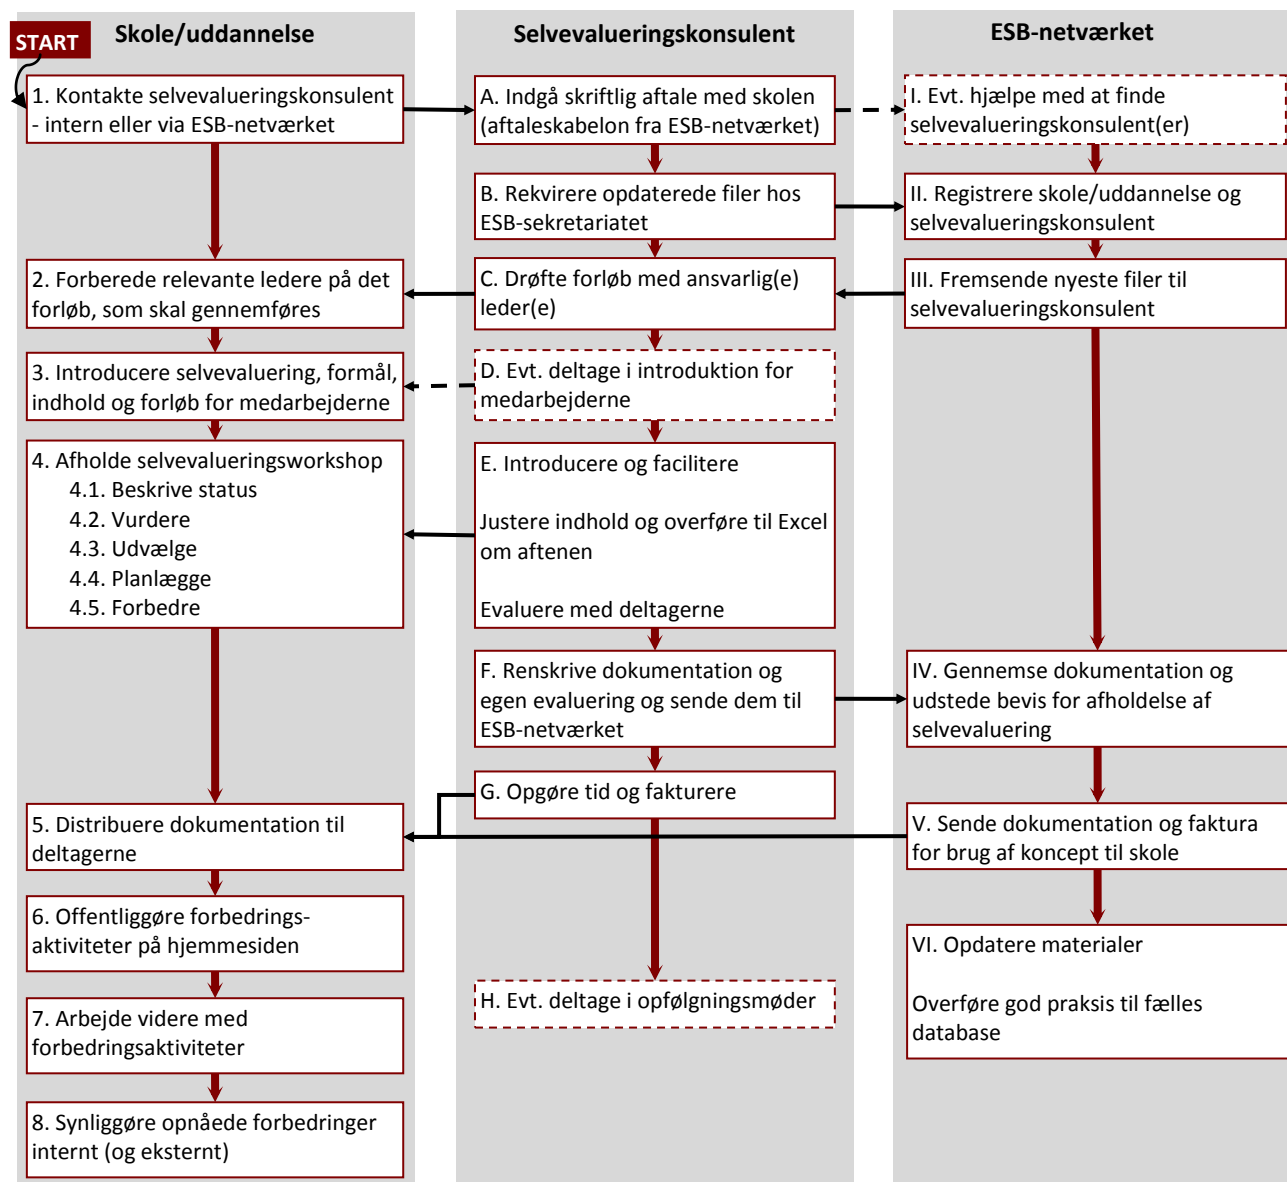 START
Skole/uddannelse
1. Kontakte selvevalueringskonsulent
- intern eller via ESB-netværket
2. Forberede relevante ledere på det
forløb, som skal gennemføres
3. Introducere selvevaluering, formål,
indhold og forløb for medarbejderne
4. Afholde selvevalueringsworkshop
4.1. Beskrive status
4.2. Vurdere
4.3. Udvælge
4.4. Planlægge
4.5. Forbedre
5. Distribuere dokumentation til
deltagerne
6. Offentliggøre forbedrings-
aktiviteter på hjemmesiden
7. Arbejde videre med
forbedringsaktiviteter
8. Synliggøre opnåede forbedringer
internt (og eksternt)
Selvevalueringskonsulent
A. Indgå skriftlig aftale med skolen
(aftaleskabelon fra ESB-netværket)
B. Rekvirere opdaterede filer hos
ESB-sekretariatet
C. Drøfte forløb med ansvarlig(e)
leder(e)
D. Evt. deltage i introduktion for
medarbejderne
E. Introducere og facilitere
Justere indhold og overføre til Excel
om aftenen
Evaluere med deltagerne
F. Renskrive dokumentation og
egen evaluering og sende dem til
ESB-netværket
G. Opgøre tid og fakturere
H. Evt. deltage i opfølgningsmøder
ESB-netværket
I. Evt. hjælpe med at finde
selvevalueringskonsulent(er)
II. Registrere skole/uddannelse og
selvevalueringskonsulent
III. Fremsende nyeste filer til
selvevalueringskonsulent
IV. Gennemse dokumentation og
udstede bevis for afholdelse af
selvevaluering
V. Sende dokumentation og faktura
for brug af koncept til skole
VI. Opdatere materialer
Overføre god praksis til fælles
database